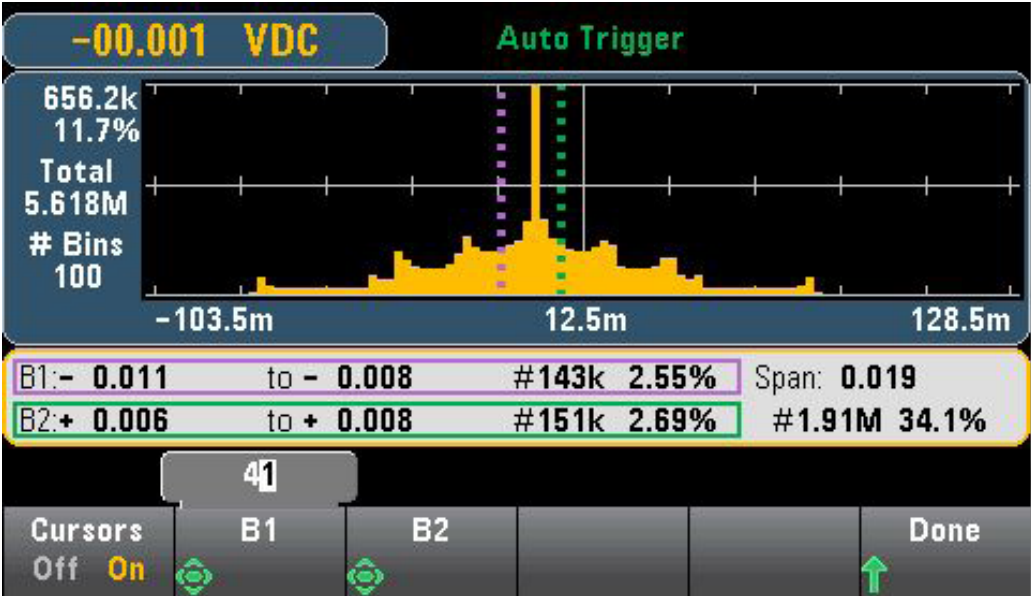 -00.001 VDC
Auto Trigger
656.2k
11.7%
Total
5.618M
# Bins
100
-103.5m 12.5m 128.5m
B1:- 0.011 to - 0.008 #143k 2.55% Span: 0.019
B2:+ 0.006 to + 0.008 #151k 2.69% #1.91M 34.1%
41
Cursors B1 B2 Done
Off On